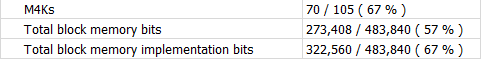 M4Ks 70 / 105 ( 67 % )
Total block memory bits 273,408 / 483,840 ( 57 % )
Total block memory implementation bits 322,560 / 483,840 ( 67 % )